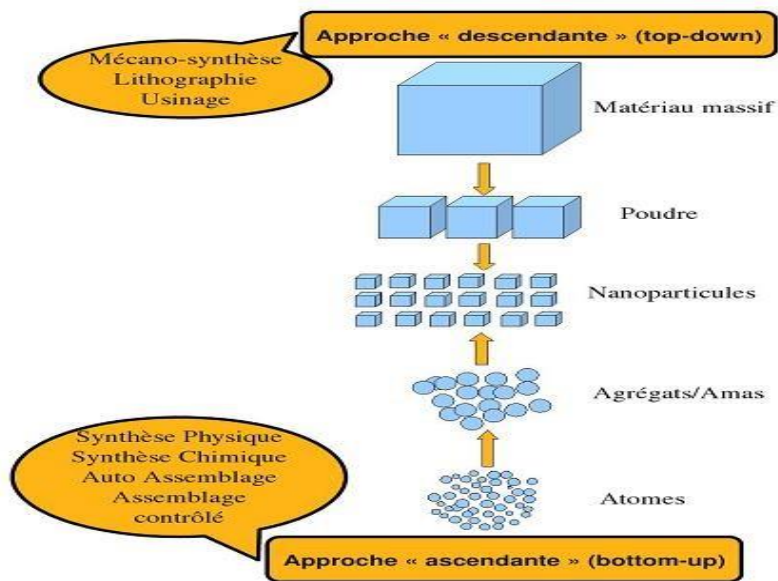 Approche « descendante » (top-down)
Mécano-synthèse
Lithographie
Usinage
Matériau massif
Poudre
Nanoparticules
Agrégats/Amas
Synthèse Physique
Synthèse Chimique
Auto Assemblage
Assemblage
contrôlé
Atomes
Approche « ascendante » (bottom-up)